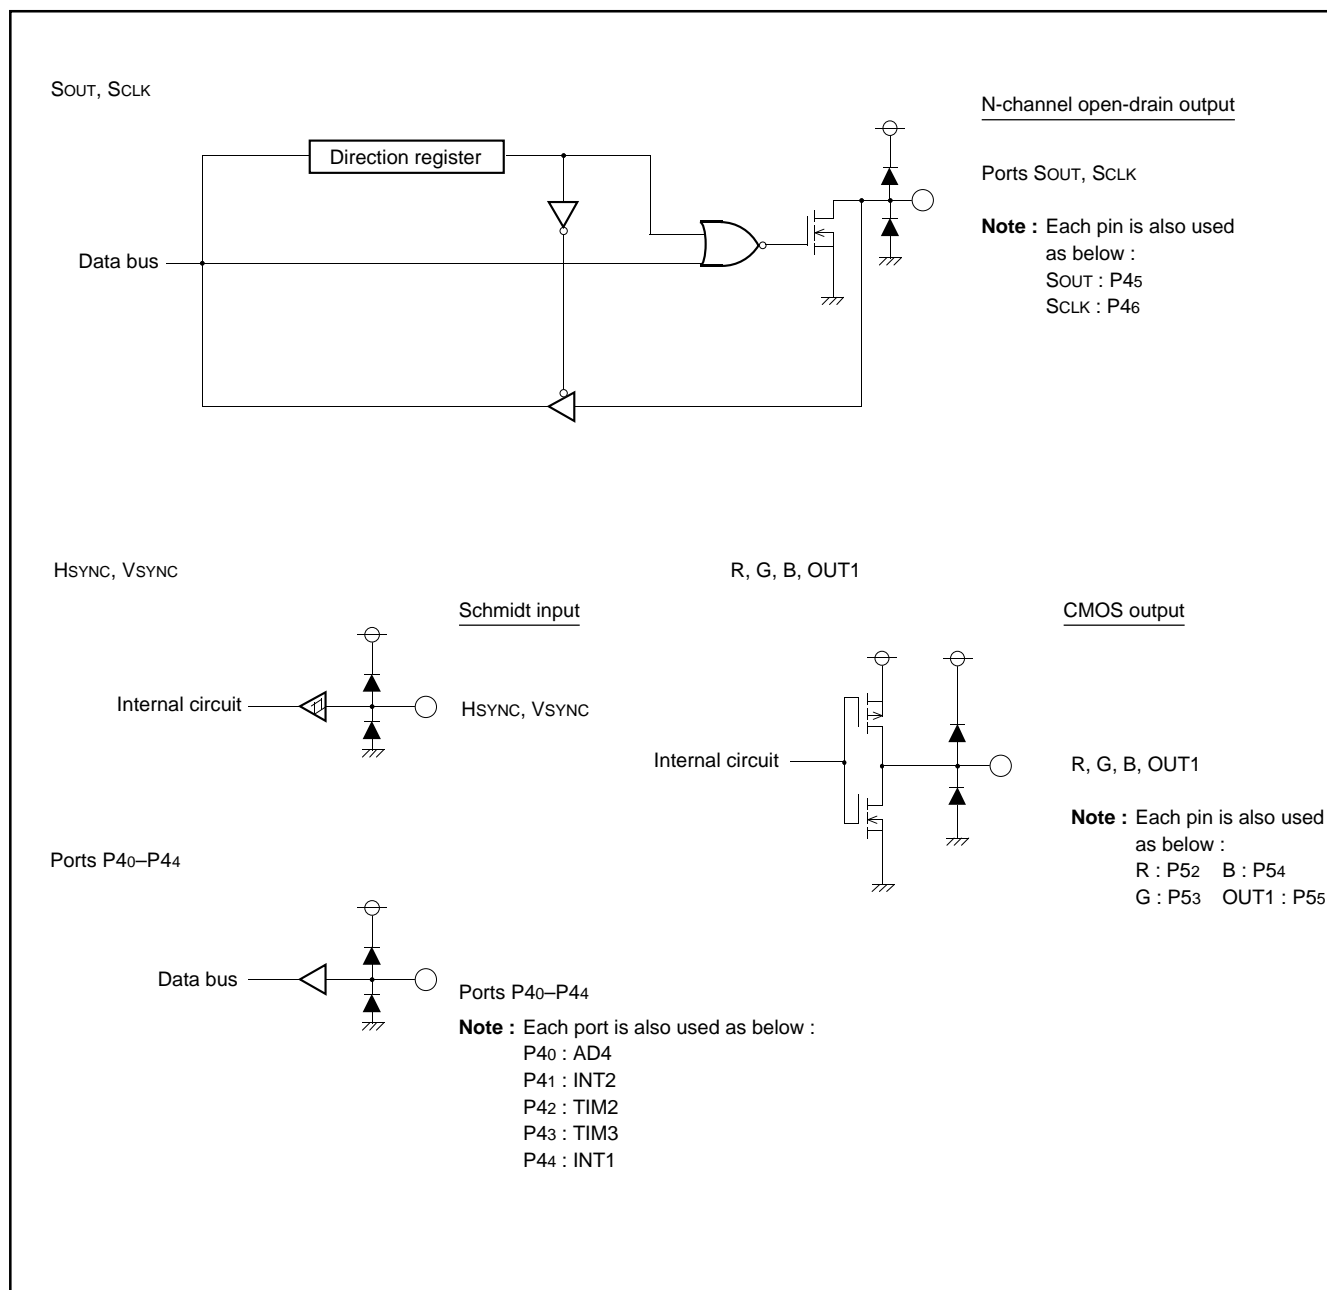 SOUT, SCLK
N-channel open-drain output
Direction register
Ports SOUT, SCLK
Note : Each pin is also used
as below :
SOUT : P45
SCLK : P46
Data bus
HSYNC, VSYNC
Schmidt input
Internal circuit
HSYNC, VSYNC
R, G, B, OUT1
CMOS output
Internal circuit
R, G, B, OUT1
Note : Each pin is also used
as below :
R : P52 B : P54
G : P53 OUT1 : P55
Ports P40–P44
Data bus
Ports P40–P44
Note : Each port is also used as below :
P40 : AD4
P41 : INT2
P42 : TIM2
P43 : TIM3
P44 : INT1